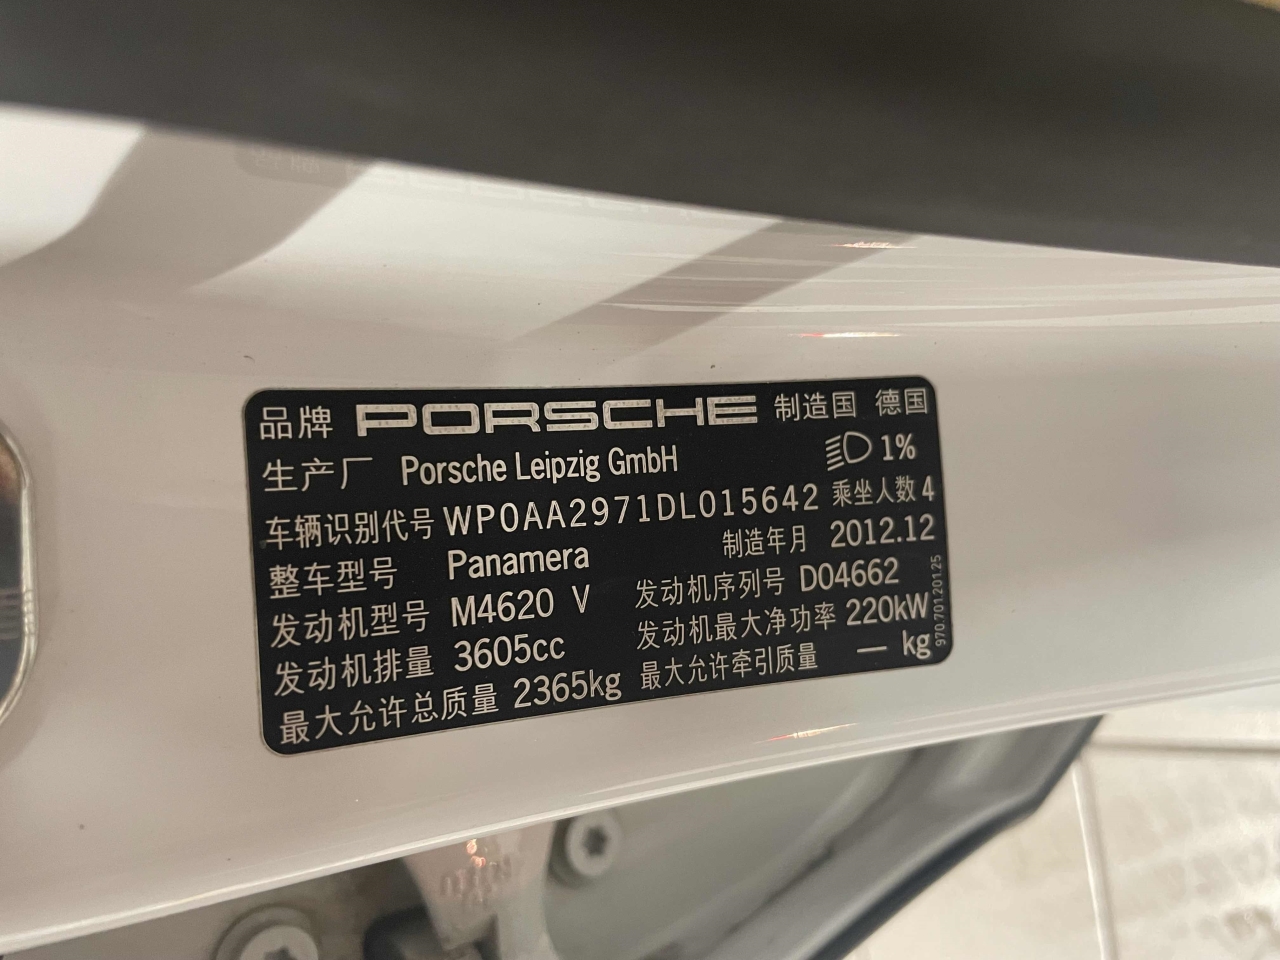 品牌 PORSCHE 制造国 德国
生产厂 Porsche Leipzig GmbH 1%
车辆识别代号 WP0AA2971DL015642 乘坐人数 4
整车型号 Panamera 制造年月 2012.12
发动机型号 M4620 V 发动机序列号 D04662
发动机排量 3605cc 发动机最大净功率 220kW
最大允许总质量 2365kg 最大允许牵引质量 — kg
970.701.201.25